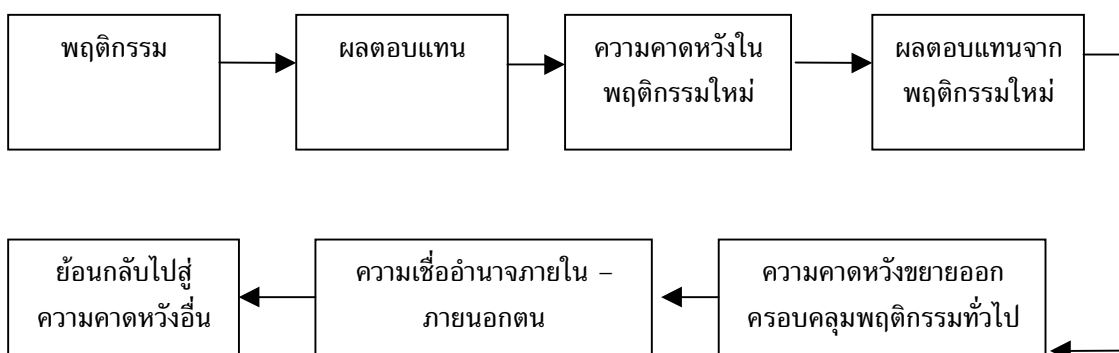 พฤติกรรม
ผลตอบแทน
ความคาดหวังใน
พฤติกรรมใหม่
ผลตอบแทนจาก
พฤติกรรมใหม่
ความคาดหวังขยายออก
ครอบคลุมพฤติกรรมทั่วไป
ความเชื่ออำนาจภายใน –
ภายนอกตน
ย้อนกลับไปสู่
ความคาดหวังอื่น